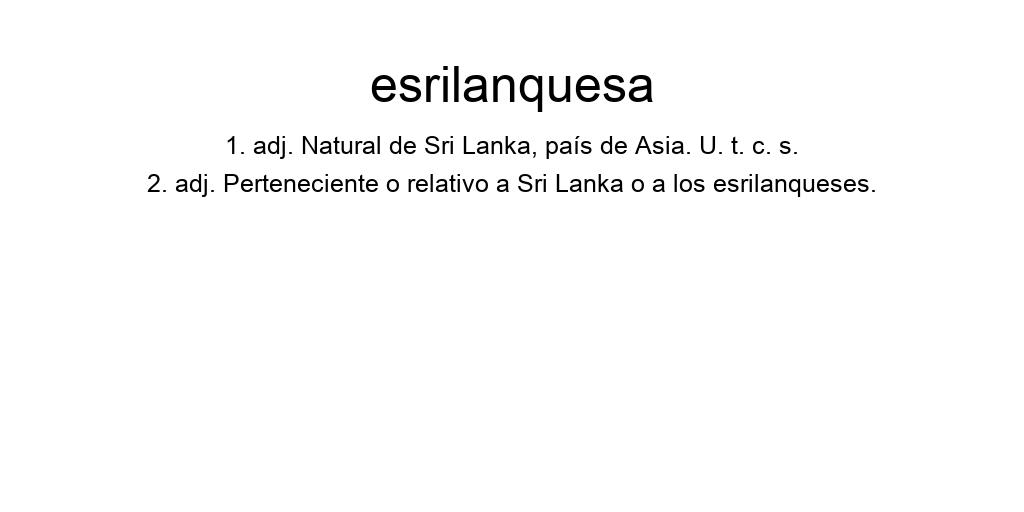 esrilanquesa
1. adj. Natural de Sri Lanka, país de Asia. U. t. c. s.
2. adj. Perteneciente o relativo a Sri Lanka o a los esrilanqueses.